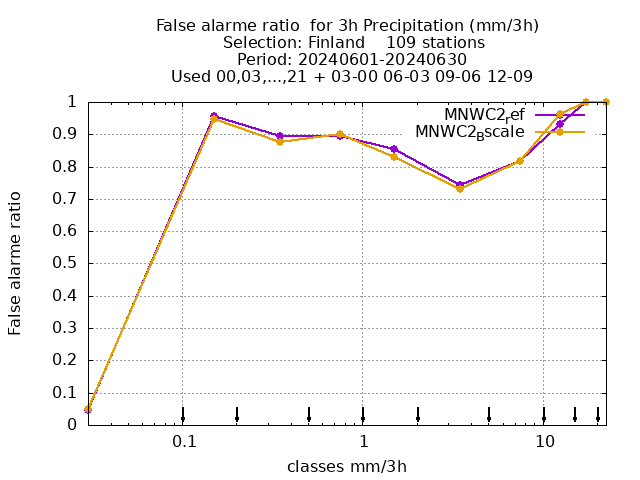 False alarme ratio  for 3h Precipitation (mm/3h)
Selection: Finland    109 stations
Period: 20240601-20240630
Used 00,03,...,21 + 03-00 06-03 09-06 12-09
MNWC2ref
MNWC2Bscale
1
0.9
0.8
0.7
0.6
0.5
0.4
0.3
0.2
0.1
0
False alarme ratio
0.1 1 10
classes mm/3h